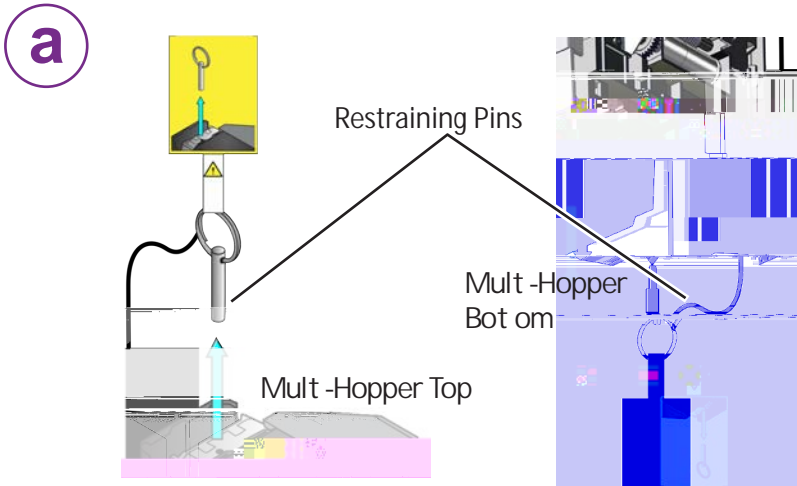 a
Restraining Pins
Mult -Hopper
Bot om
Mult -Hopper Top